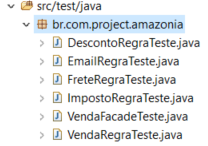 src/test/java
br.com.project.amazonia
DescontoRegraTeste.java
EmailRegraTeste.java
FreteRegraTeste.java
ImpostoRegraTeste.java
VendaFacadeTeste.java
VendaRegraTeste.java